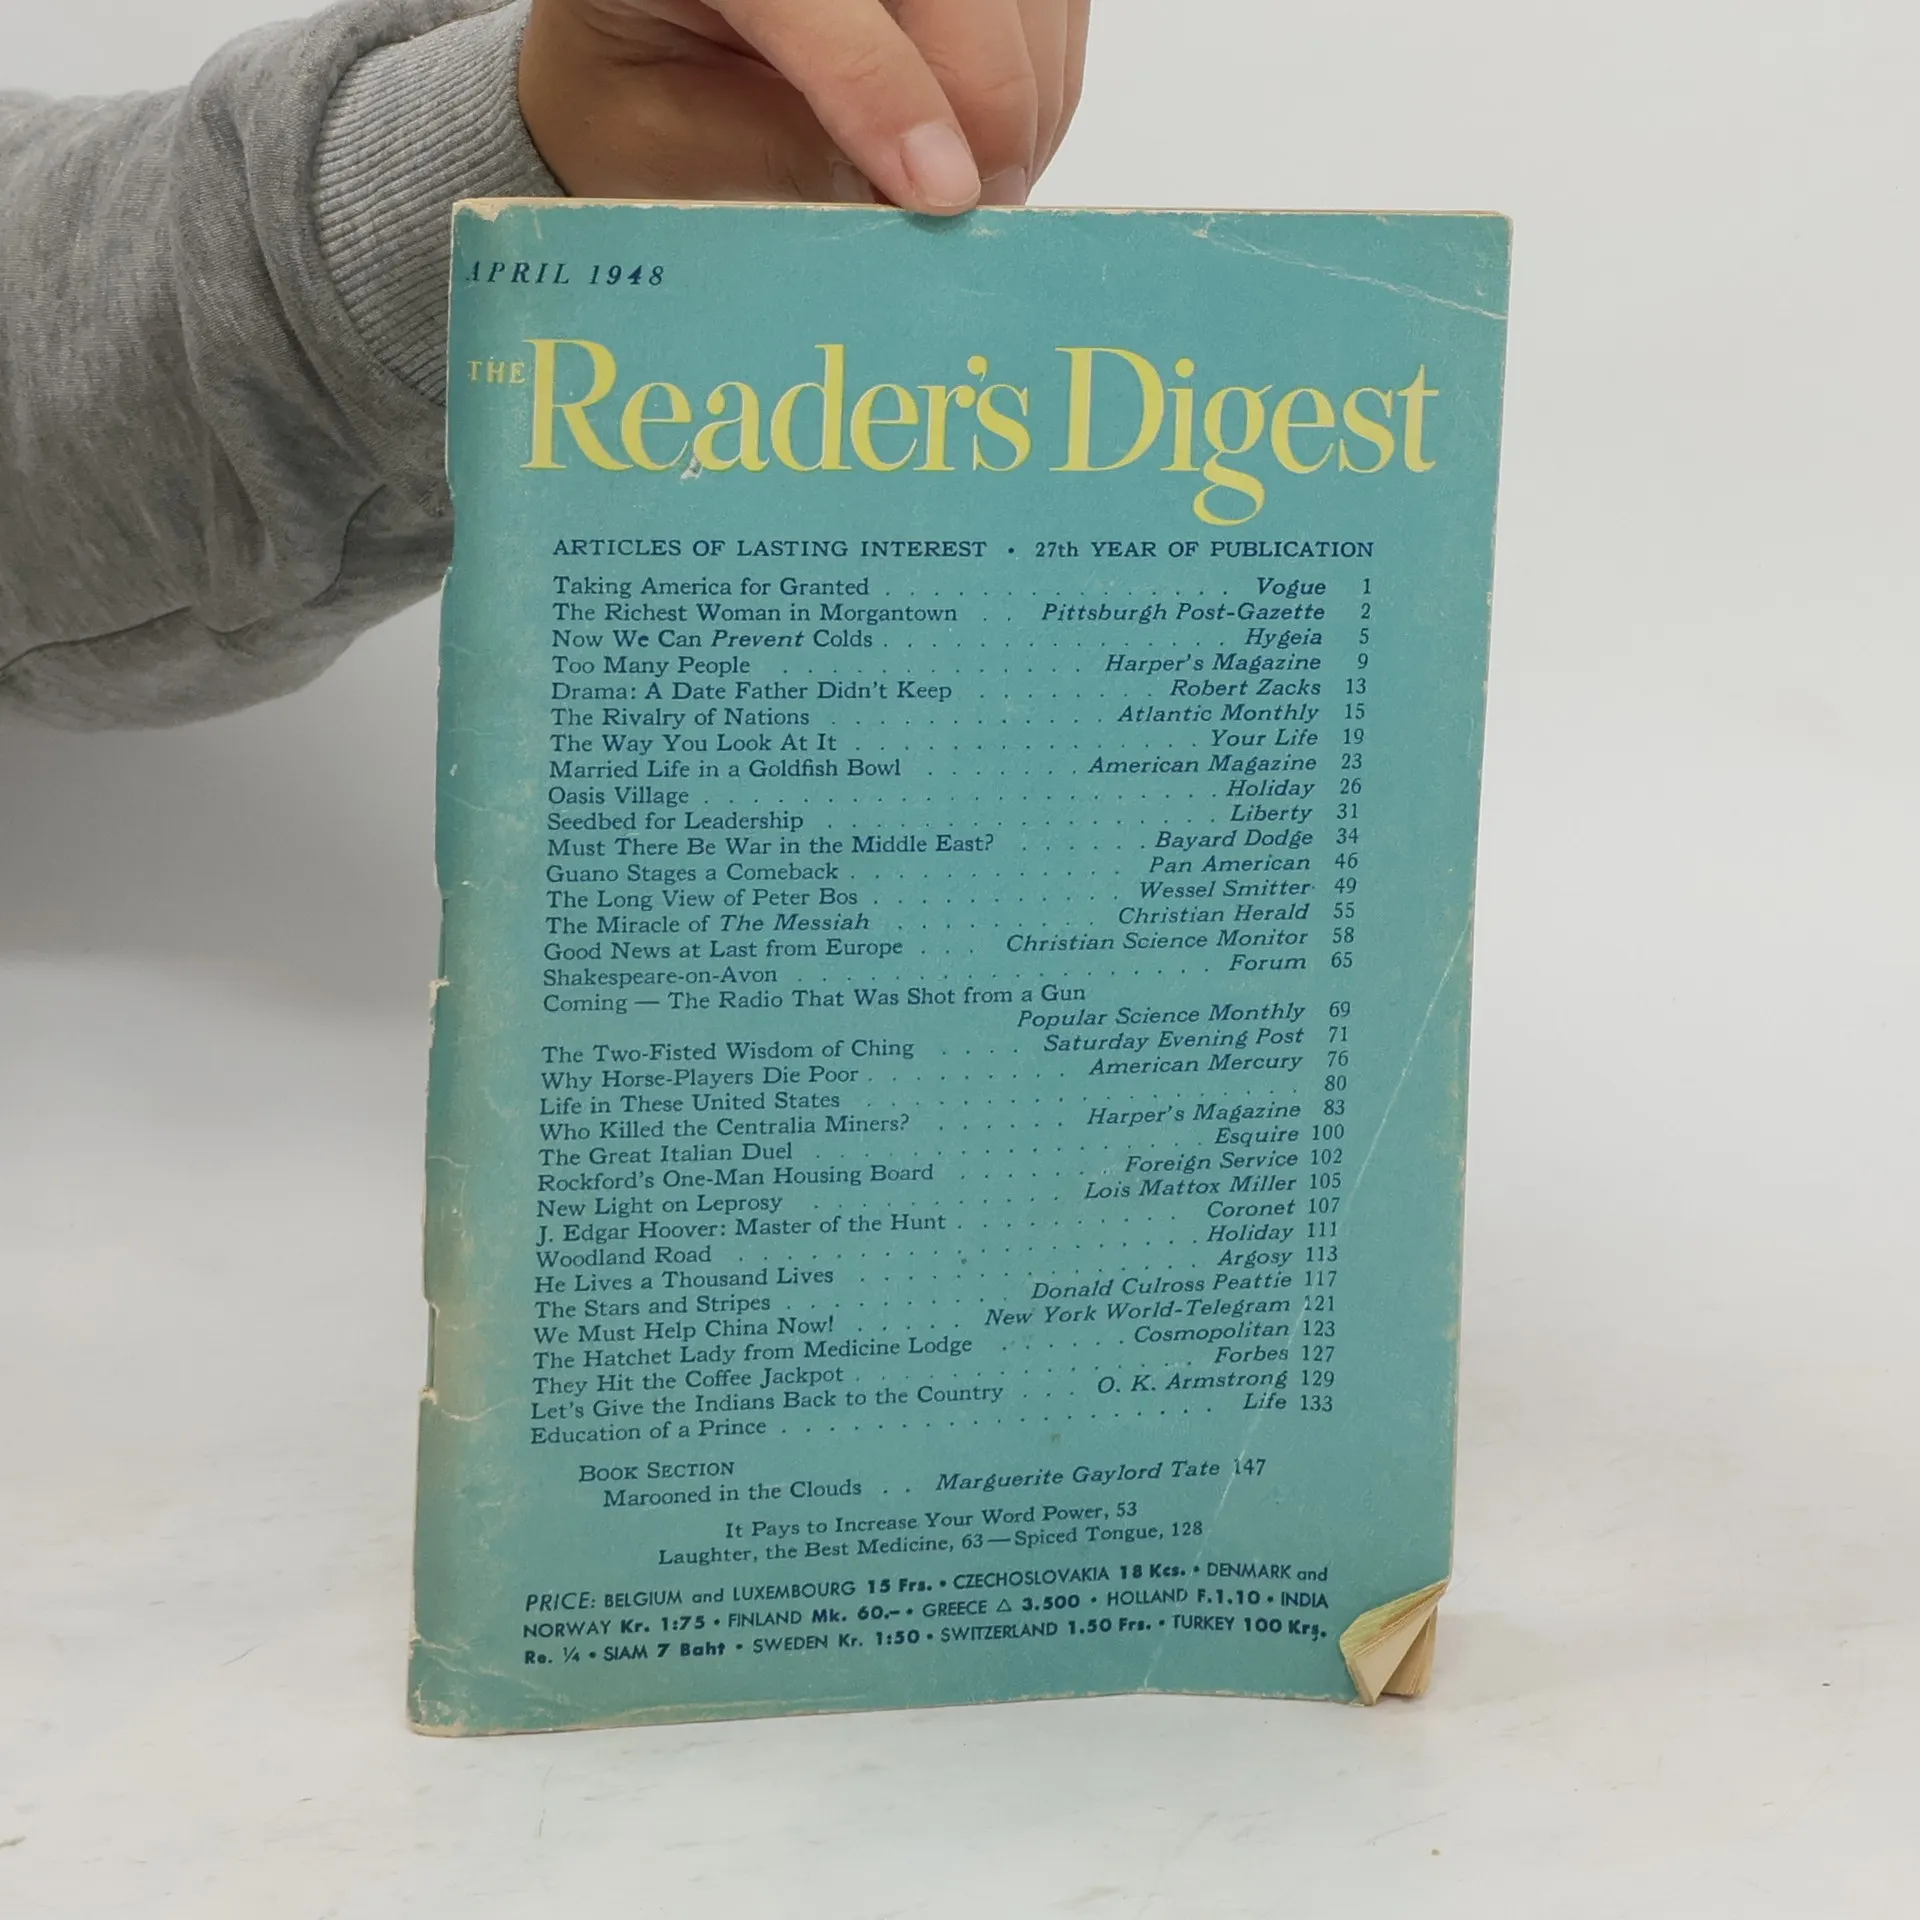 APRIL 1948
THE Reader's Digest
ARTICLES OF LASTING INTEREST • 27th YEAR OF PUBLICATION
Taking America for Granted . . . . . . . . . . . . . . . Vogue 1
The Richest Woman in Morgantown . . Pittsburgh Post-Gazette 2
Now We Can Prevent Colds . . . . . . . . . . . . . . . Hygeia 5
Too Many People . . . . . . . . . . . . . Harper's Magazine 9
Drama: A Date Father Didn't Keep . . . . . . . . Robert Zacks 13
The Rivalry of Nations . . . . . . . . . . . . Atlantic Monthly 15
The Way You Look At It . . . . . . . . . . . . . . . Your Life 19
Married Life in a Goldfish Bowl . . . . . . . American Magazine 23
Oasis Village . . . . . . . . . . . . . . . . . . . . . . Holiday 26
Seedbed for Leadership . . . . . . . . . . . . . . . . . Liberty 31
Must There Be War in the Middle East? . . . . . . Bayard Dodge 34
Guano Stages a Comeback . . . . . . . . . . . . Pan American 46
The Long View of Peter Bos . . . . . . . . . . . Wessel Smitter 49
The Miracle of The Messiah . . . . . . . . . . Christian Herald 55
Good News at Last from Europe . . . Christian Science Monitor 58
Shakespeare-on-Avon . . . . . . . . . . . . . . . . . . Forum 65
Coming — The Radio That Was Shot from a Gun
Popular Science Monthly 69
The Two-Fisted Wisdom of Ching . . . . Saturday Evening Post 71
Why Horse-Players Die Poor . . . . . . . . . . American Mercury 76
Life in These United States . . . . . . . . . . . . . . . . . . 80
Who Killed the Centralia Miners? . . . . . . Harper's Magazine 83
The Great Italian Duel . . . . . . . . . . . . . . . . Esquire 100
Rockford's One-Man Housing Board . . . . . . . Foreign Service 102
New Light on Leprosy . . . . . . . . . . . Lois Mattox Miller 105
J. Edgar Hoover: Master of the Hunt . . . . . . . . . . Coronet 107
Woodland Road . . . . . . . . . . . . . . . . . . . . Holiday 111
He Lives a Thousand Lives . . . . . . . . . . . . . . . Argosy 113
The Stars and Stripes . . . . . . . . . . Donald Culross Peattie 117
We Must Help China Now! . . . . . New York World-Telegram 121
The Hatchet Lady from Medicine Lodge . . . . . . Cosmopolitan 123
They Hit the Coffee Jackpot . . . . . . . . . . . . . . . Forbes 127
Let's Give the Indians Back to the Country . . . O. K. Armstrong 129
Education of a Prince . . . . . . . . . . . . . . . . . . Life 133
BOOK SECTION
Marooned in the Clouds . . Marguerite Gaylord Tate 147
It Pays to Increase Your Word Power, 53
Laughter, the Best Medicine, 63 — Spiced Tongue, 128
PRICE: BELGIUM and LUXEMBOURG 15 Frs. • CZECHOSLOVAKIA 18 Kcs. • DENMARK and
NORWAY Kr. 1:75 • FINLAND Mk. 60.– • GREECE △ 3.500 • HOLLAND F.1.10 • INDIA
Re. ¼ • SIAM 7 Baht • SWEDEN Kr. 1:50 • SWITZERLAND 1.50 Frs. • TURKEY 100 Krş.